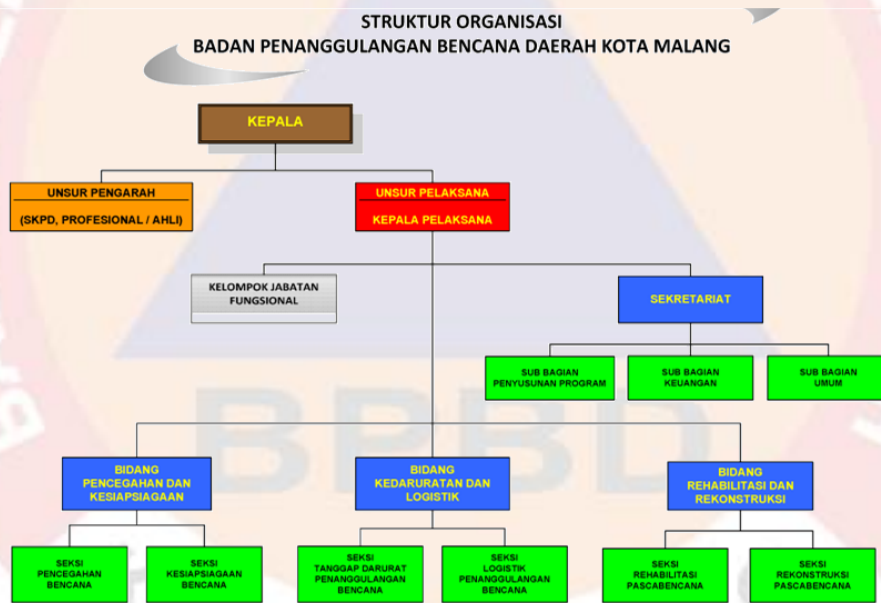 STRUKTUR ORGANISASI
BADAN PENANGGULANGAN BENCANA DAERAH KOTA MALANG
KEPALA
UNSUR PENGARAH
(SKPD, PROFESIONAL / AHLI)
UNSUR PELAKSANA
KEPALA PELAKSANA
KELOMPOK JABATAN
FUNGSIONAL
SEKRETARIAT
SUB BAGIAN
PENYUSUNAN PROGRAM
SUB BAGIAN
KEUANGAN
SUB BAGIAN
UMUM
BPBD
BIDANG
PENCEGAHAN DAN
KESIAPSIAGAAN
BIDANG
KEDARURATAN DAN
LOGISTIK
BIDANG
REHABILITASI DAN
REKONSTRUKSI
SEKSI
PENCEGAHAN
BENCANA
SEKSI
KESIAPSIAGAAN
BENCANA
SEKSI
TANGGAP DARURAT
PENANGGULANGAN
BENCANA
SEKSI
LOGISTIK
PENANGGULANGAN
BENCANA
SEKSI
REHABILITASI
PASCABENCANA
SEKSI
REKONSTRUKSI
PASCABENCANA